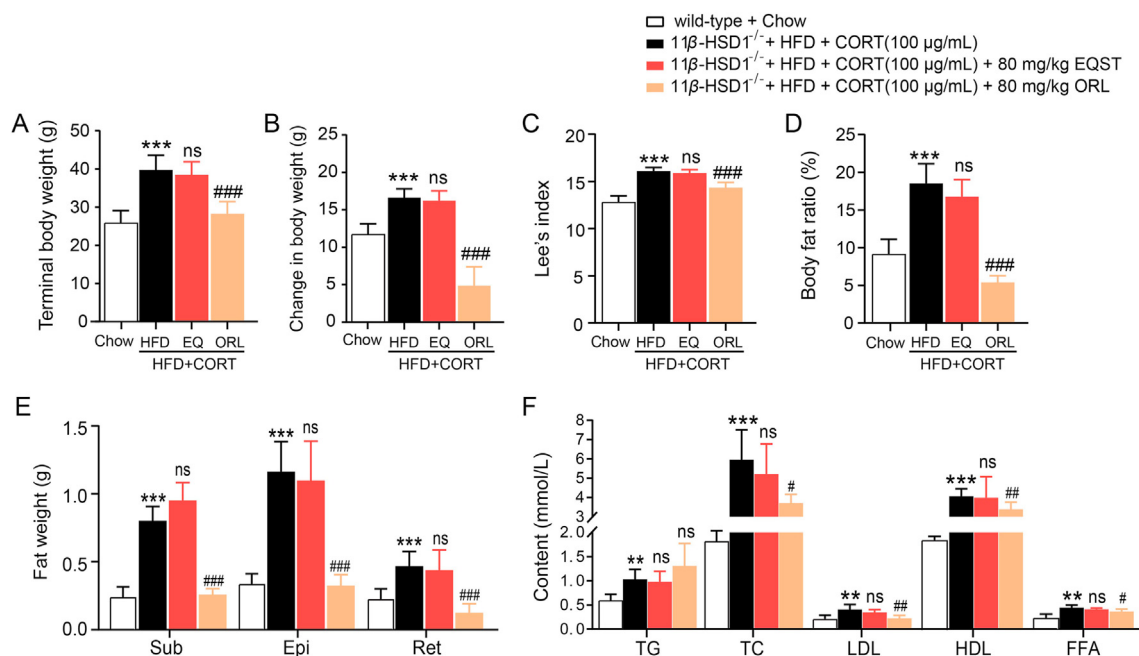 wild-type + Chow
11β-HSD1-/- + HFD + CORT(100 μg/mL)
11β-HSD1-/- + HFD + CORT(100 μg/mL) + 80 mg/kg EQST
11β-HSD1-/- + HFD + CORT(100 μg/mL) + 80 mg/kg ORL
A
Terminal body weight (g)
50
40
30
20
10
0
***
ns
###
Chow
HFD
EQ
ORL
HFD+CORT
B
Change in body weight (g)
25
20
15
10
5
0
***
ns
###
Chow
HFD
EQ
ORL
HFD+CORT
C
Lee's index
20
15
10
5
0
***
ns
###
Chow
HFD
EQ
ORL
HFD+CORT
D
Body fat ratio (%)
25
20
15
10
5
0
***
ns
###
Chow
HFD
EQ
ORL
HFD+CORT
E
Fat weight (g)
1.5
1.0
0.5
0.0
***
ns
###
***
ns
###
***
ns
###
Sub
Epi
Ret
F
Content (mmol/L)
8
7
6
5
4
3
2.0
1.5
1.0
0.5
0.0
**
ns
ns
***
ns
#
**
ns
##
***
ns
##
**
ns
#
TG
TC
LDL
HDL
FFA